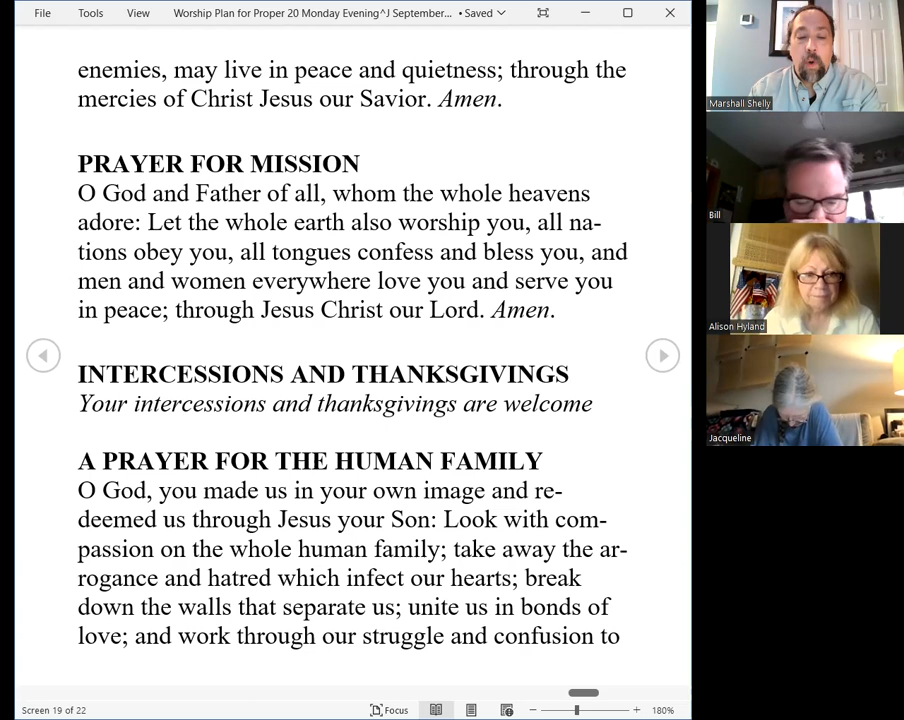 File Tools View Worship Plan for Proper 20 Monday Evening^J September... • Saved
enemies, may live in peace and quietness; through the
mercies of Christ Jesus our Savior. Amen.
PRAYER FOR MISSION
O God and Father of all, whom the whole heavens
adore: Let the whole earth also worship you, all na-
tions obey you, all tongues confess and bless you, and
men and women everywhere love you and serve you
in peace; through Jesus Christ our Lord. Amen.
INTERCESSIONS AND THANKSGIVINGS
Your intercessions and thanksgivings are welcome
A PRAYER FOR THE HUMAN FAMILY
O God, you made us in your own image and re-
deemed us through Jesus your Son: Look with com-
passion on the whole human family; take away the ar-
rogance and hatred which infect our hearts; break
down the walls that separate us; unite us in bonds of
love; and work through our struggle and confusion to
Screen 19 of 22 Focus 180%
Marshall Shelly
Bill
Alison Hyland
Jacqueline